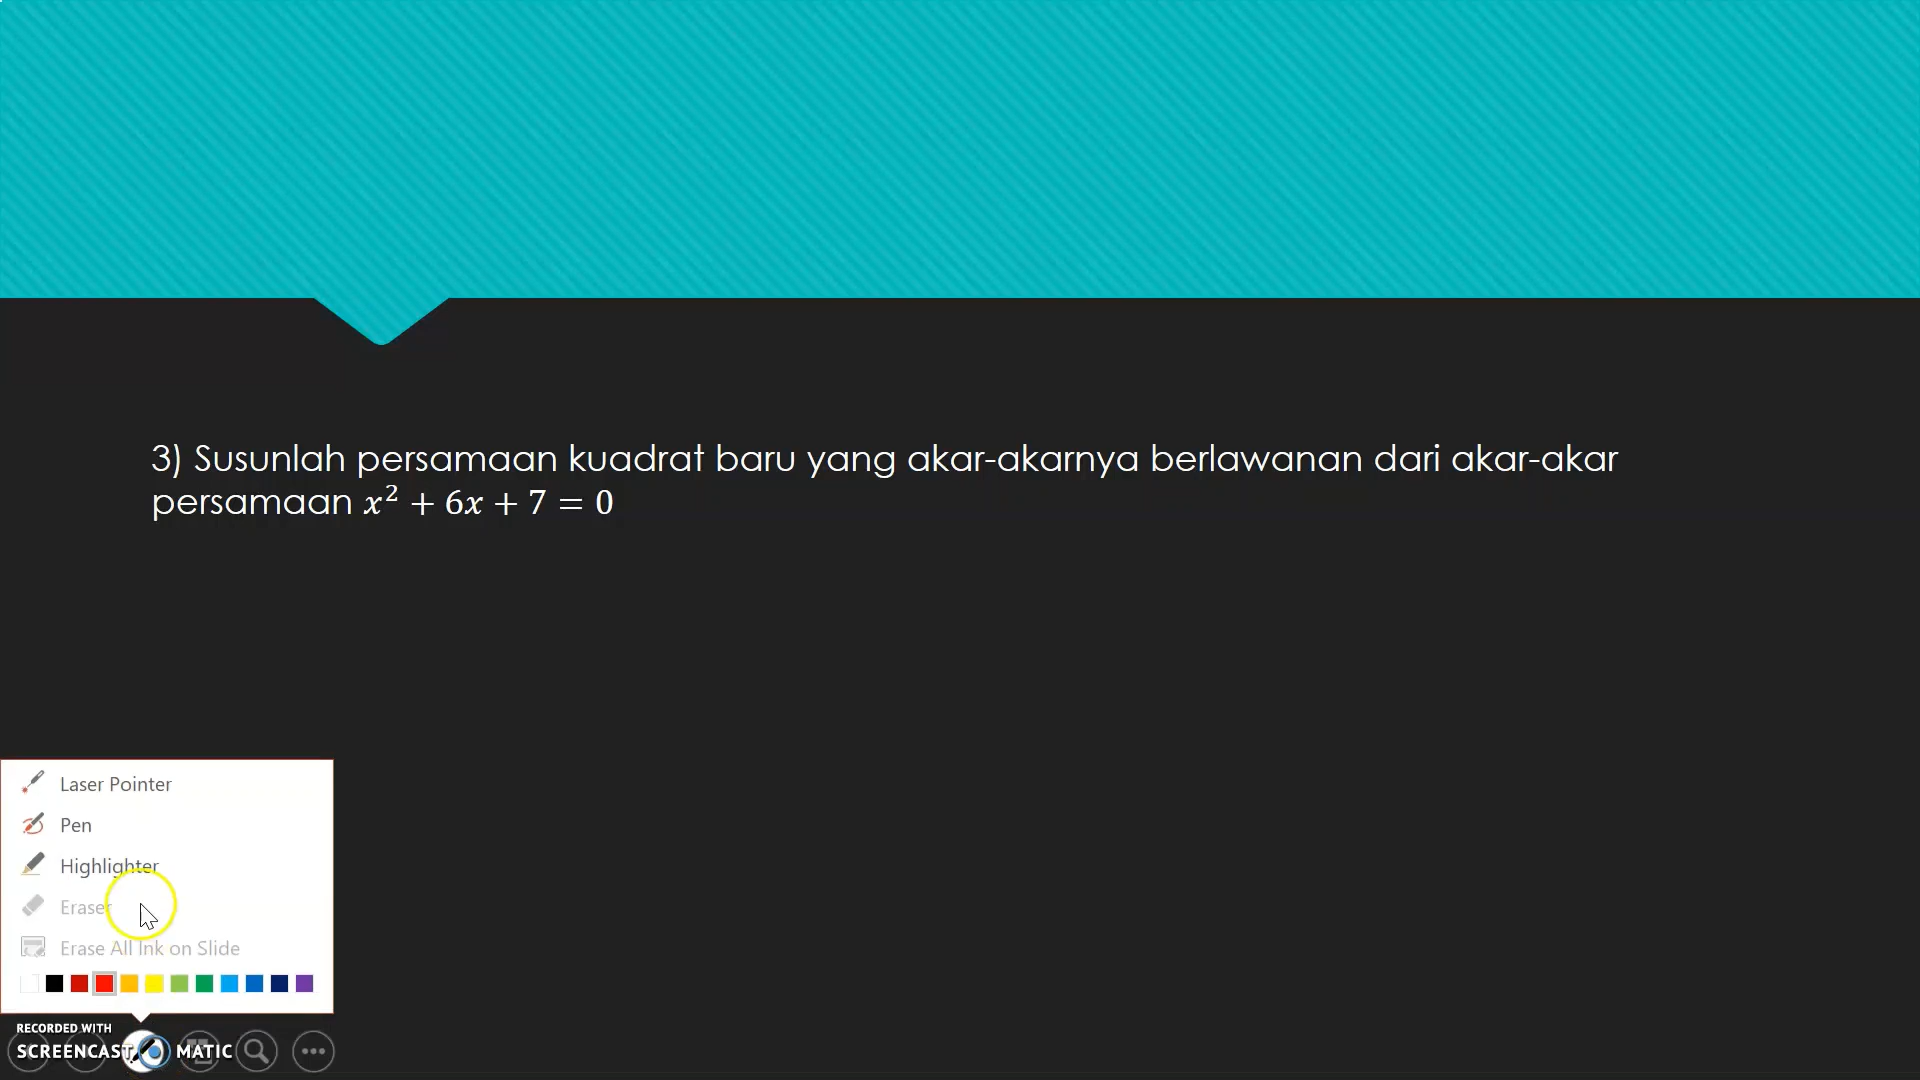 3) Susunlah persamaan kuadrat baru yang akar-akarnya berlawanan dari akar-akar
persamaan x² + 6x + 7 = 0
Laser Pointer
Pen
Highlighter
Eraser
Erase All Ink on Slide
RECORDED WITH
SCREENCAST MATIC